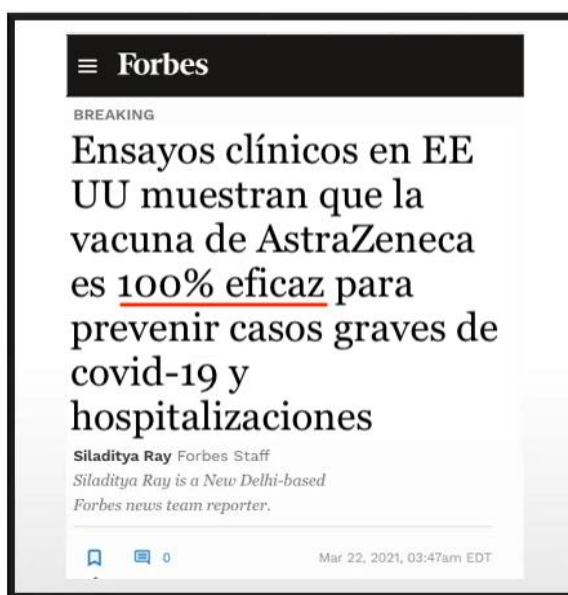 Forbes
BREAKING
Ensayos clínicos en EE
UU muestran que la
vacuna de AstraZeneca
es 100% eficaz para
prevenir casos graves de
covid-19 y
hospitalizaciones
Siladitya Ray Forbes Staff
Siladitya Ray is a New Delhi-based
Forbes news team reporter.
0 Mar 22, 2021, 03:47am EDT